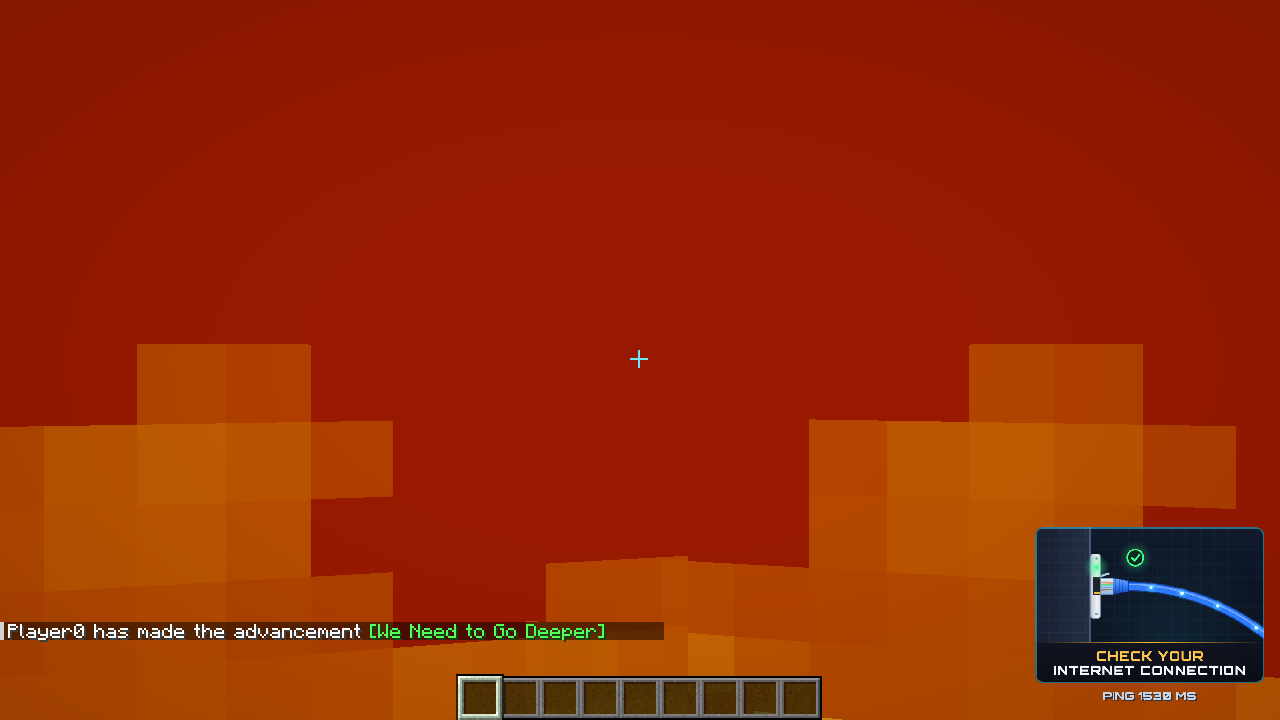 Player0 has made the advancement [We Need to Go Deeper]
CHECK YOUR
INTERNET CONNECTION
PING 1530 MS